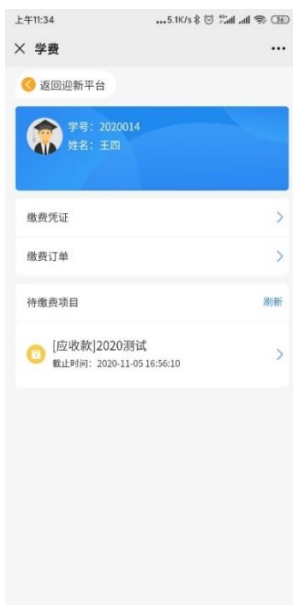 上午11:34
...5.1K/s
36
学费
...
返回迎新平台
学号：2020014
姓名：王四
缴费凭证
缴费订单
待缴费项目
刷新
[应收款]2020测试
截止时间：2020-11-05 16:56:10